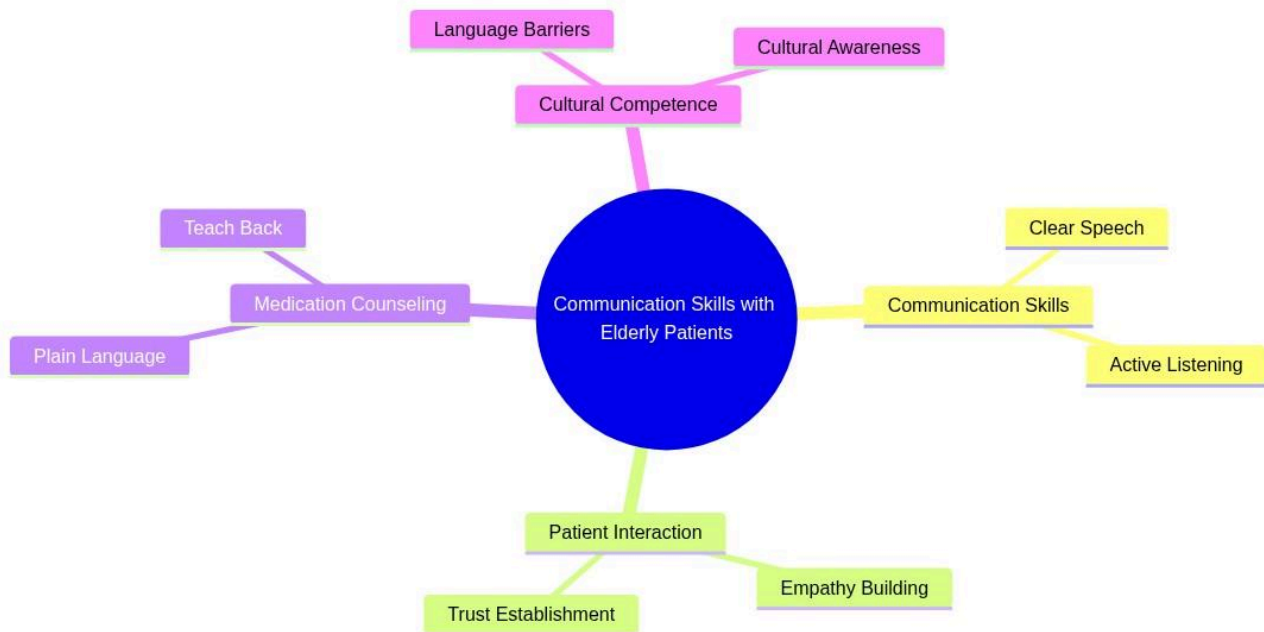 Language Barriers
Cultural Awareness
Cultural Competence
Teach Back
Clear Speech
Medication Counseling
Communication Skills with
Elderly Patients
Communication Skills
Plain Language
Active Listening
Patient Interaction
Empathy Building
Trust Establishment